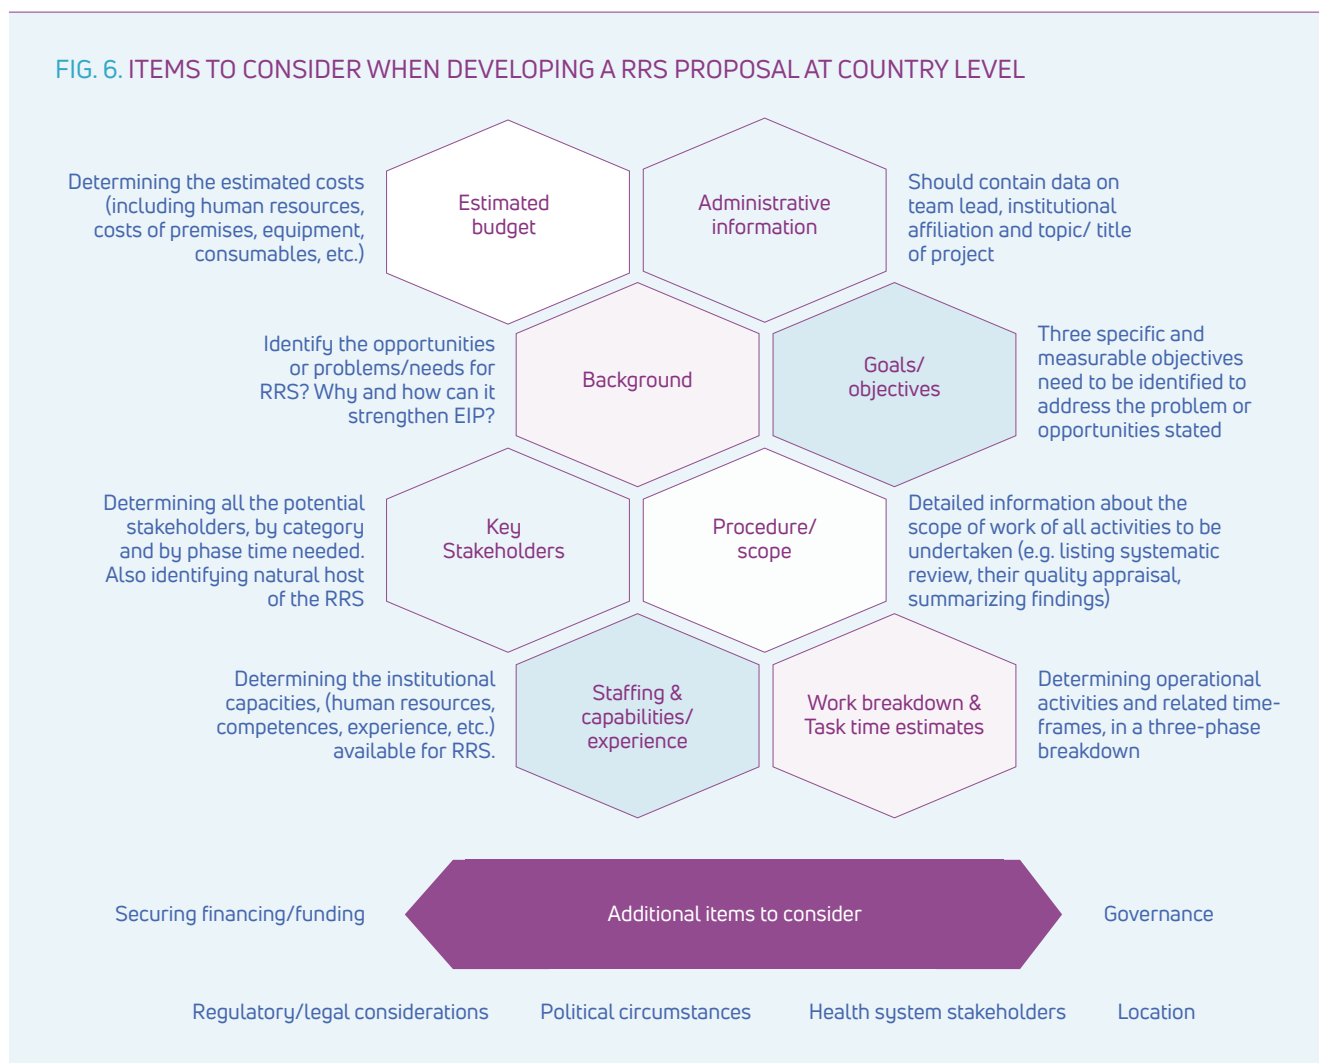 FIG. 6. ITEMS TO CONSIDER WHEN DEVELOPING A RRS PROPOSAL AT COUNTRY LEVEL
Determining the estimated costs
(including human resources,
costs of premises, equipment,
consumables, etc.)
Estimated
budget
Administrative
information
Should contain data on
team lead, institutional
affiliation and topic/ title
of project
Identify the opportunities
or problems/needs for
RRS? Why and how can it
strengthen EIP?
Background
Goals/
objectives
Three specific and
measurable objectives
need to be identified to
address the problem or
opportunities stated
Determining all the potential
stakeholders, by category
and by phase time needed.
Also identifying natural host
of the RRS
Key
Stakeholders
Procedure/
scope
Detailed information about the
scope of work of all activities to be
undertaken (e.g. listing systematic
review, their quality appraisal,
summarizing findings)
Determining the institutional
capacities, (human resources,
competences, experience, etc.)
available for RRS.
Staffing &
capabilities/
experience
Work breakdown &
Task time estimates
Determining operational
activities and related time-
frames, in a three-phase
breakdown
Securing financing/funding
Additional items to consider
Governance
Regulatory/legal considerations
Political circumstances
Health system stakeholders
Location